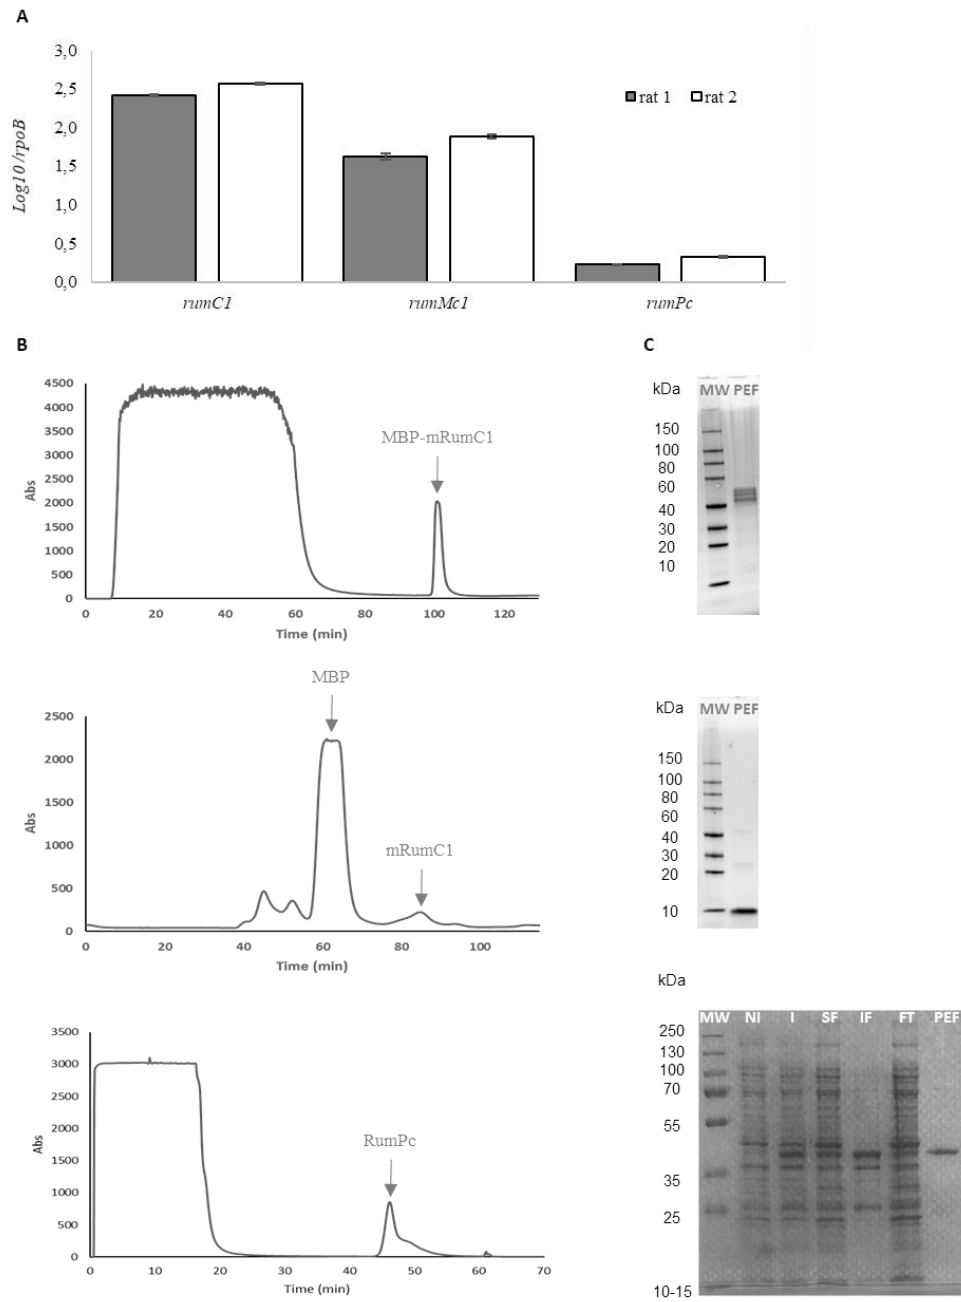 A
3,0
2,5
2,0
1,5
1,0
0,5
0,0
Log10/rpoB
rat 1 rat 2
rumC1 rumMc1 rumPc
B
4500
4000
3500
3000
2500
2000
1500
1000
500
0
Abs
MBP-mRumC1
0 20 40 60 80 100 120
Time (min)
2500
2000
1500
1000
500
0
Abs
MBP
mRumC1
0 20 40 60 80 100
Time (min)
3500
3000
2500
2000
1500
1000
500
0
Abs
RumPc
0 10 20 30 40 50 60 70
Time (min)
C
kDa MW PEF
150
100
80
60
40
30
20
10
kDa MW PEF
150
100
80
60
40
30
20
10
kDa
MW NI I SF IF FT PEF
250
130
100
70
55
35
25
10-15